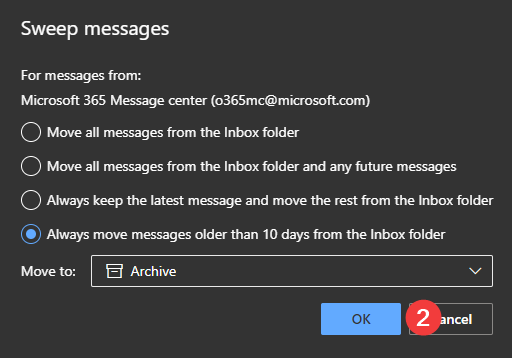 Sweep messages
For messages from:
Microsoft 365 Message center (o365mc@microsoft.com)
Move all messages from the Inbox folder
Move all messages from the Inbox folder and any future messages
Always keep the latest message and move the rest from the Inbox folder
Always move messages older than 10 days from the Inbox folder
Move to: Archive
OK 2 ancel